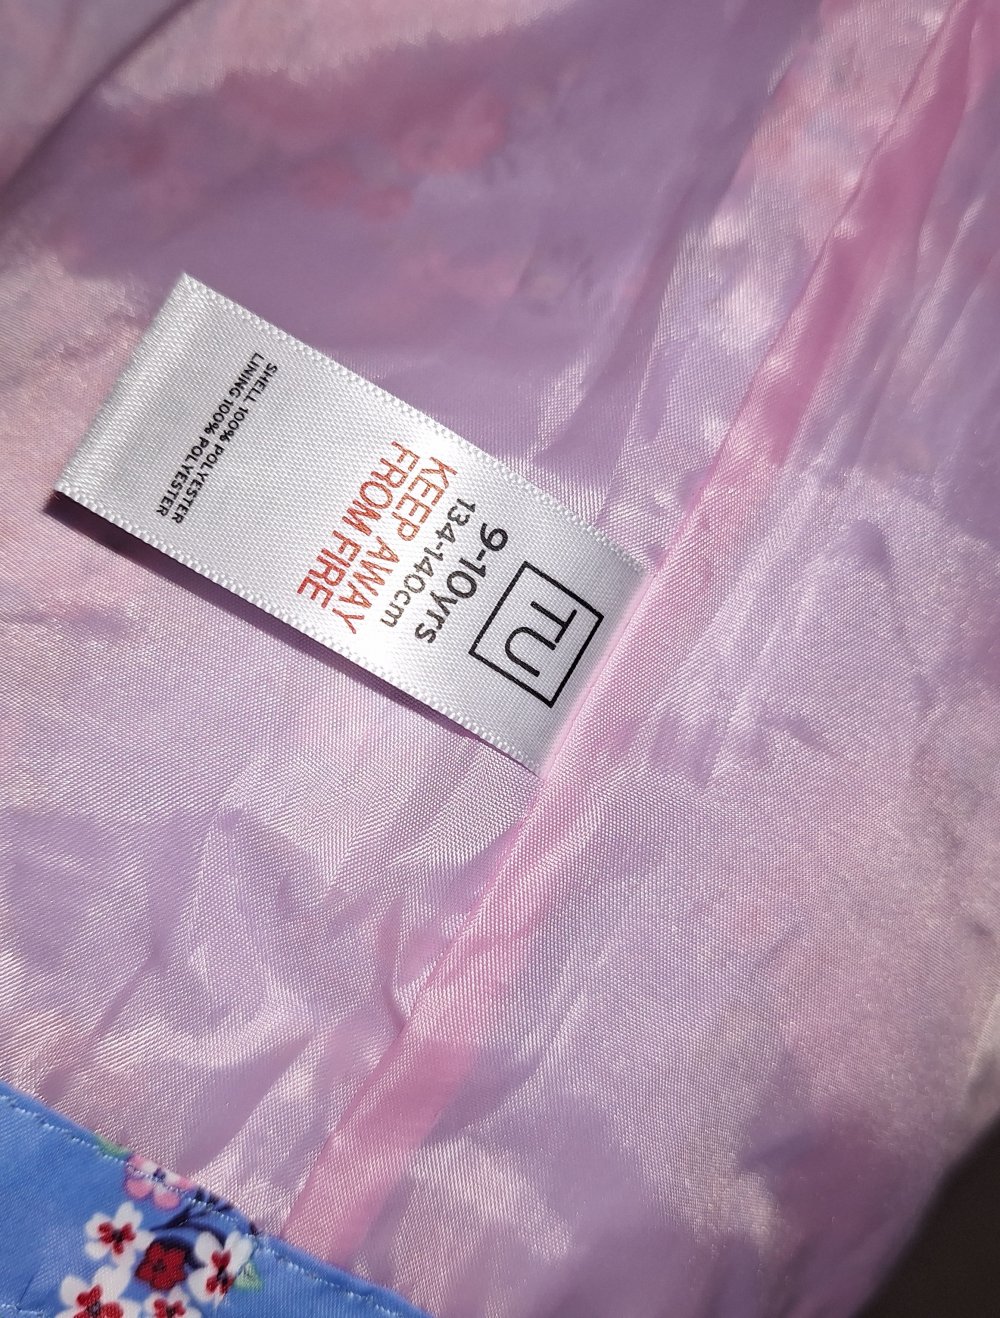 TU
9-10yrs
134-140cm
KEEP AWAY
FROM FIRE
SHELL 100% POLYESTER
LINING 100% POLYESTER